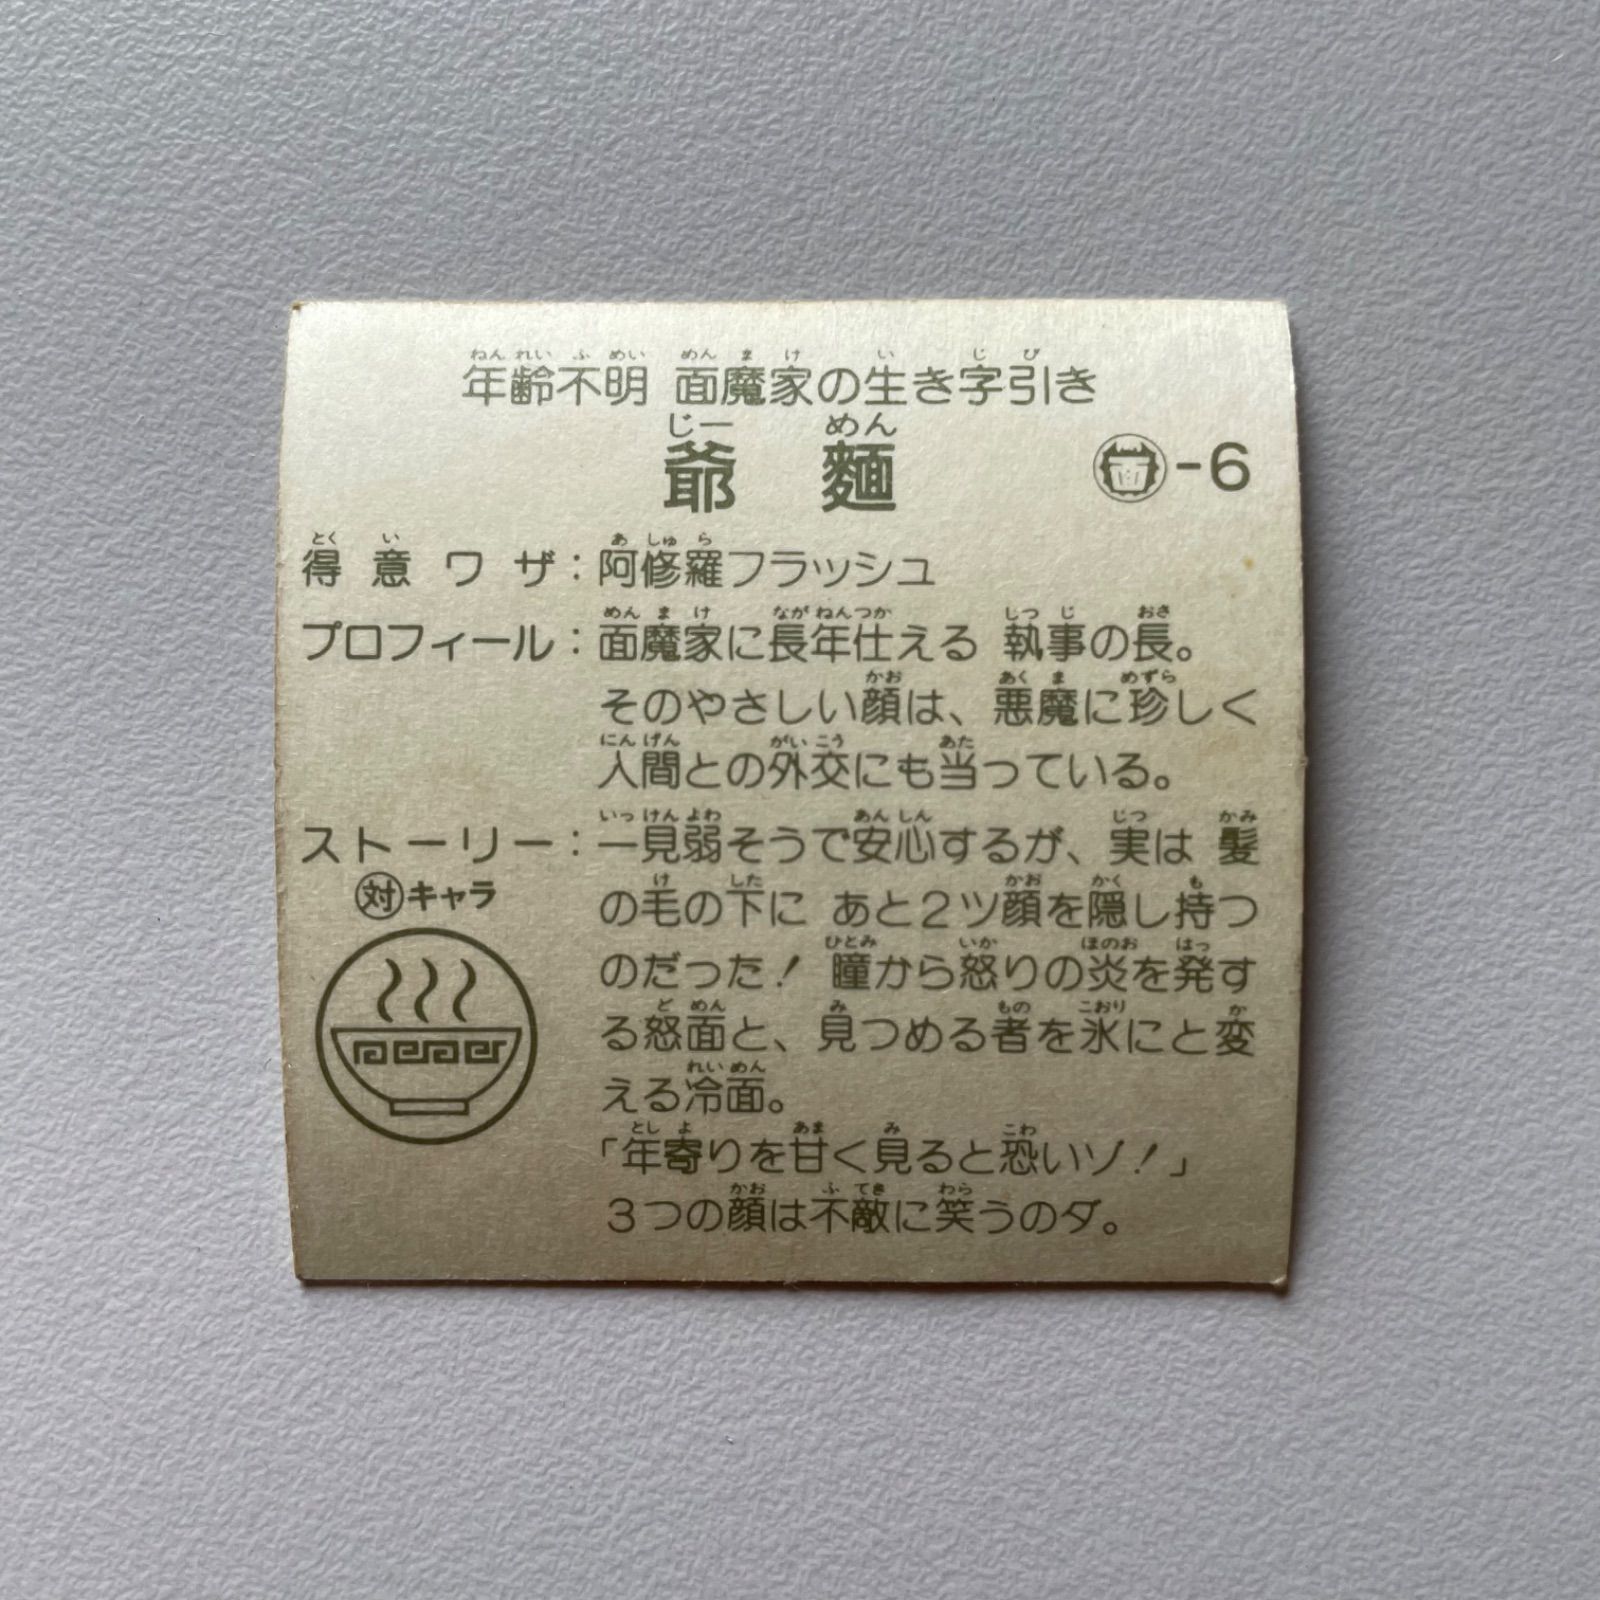 年齢不明 面魔家の生き字引き
爺麺
面-6
得意ワザ：阿修羅フラッシュ
プロフィール：面魔家に長年仕える 執事の長。
そのやさしい顔は、悪魔に珍しく
人間との外交にも当っている。
ストーリー：一見弱そうで安心するが、実は 髪
の毛の下に あと2ツ顔を隠し持つ
のだった！ 瞳から怒りの炎を発す
る怒面と、見つめる者を氷にと変
える冷面。
「年寄りを甘く見ると恐いゾ！」
3つの顔は不敵に笑うのダ。
対キャラ